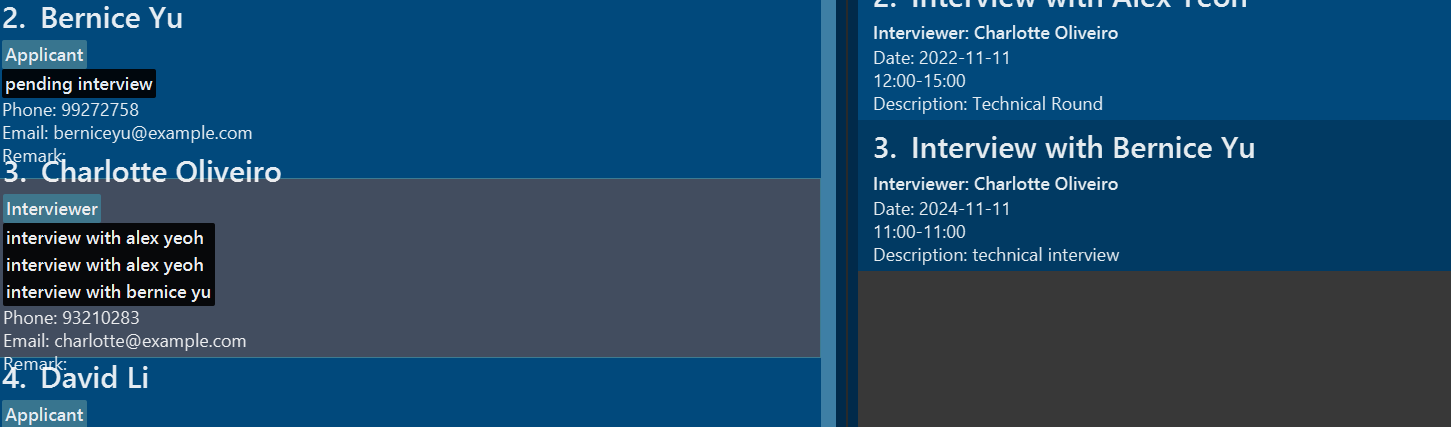 2. Bernice Yu
Applicant
pending interview
Phone: 99272758
Email: berniceyu@example.com
Remark:
3. Charlotte Oliveiro
Interviewer
interview with alex yeoh
interview with alex yeoh
interview with bernice yu
Phone: 93210283
Email: charlotte@example.com
Remark:
4. David Li
Applicant
2. Interview with Alex Yeoh
Interviewer: Charlotte Oliveiro
Date: 2022-11-11
12:00-15:00
Description: Technical Round
3. Interview with Bernice Yu
Interviewer: Charlotte Oliveiro
Date: 2024-11-11
11:00-11:00
Description: technical interview